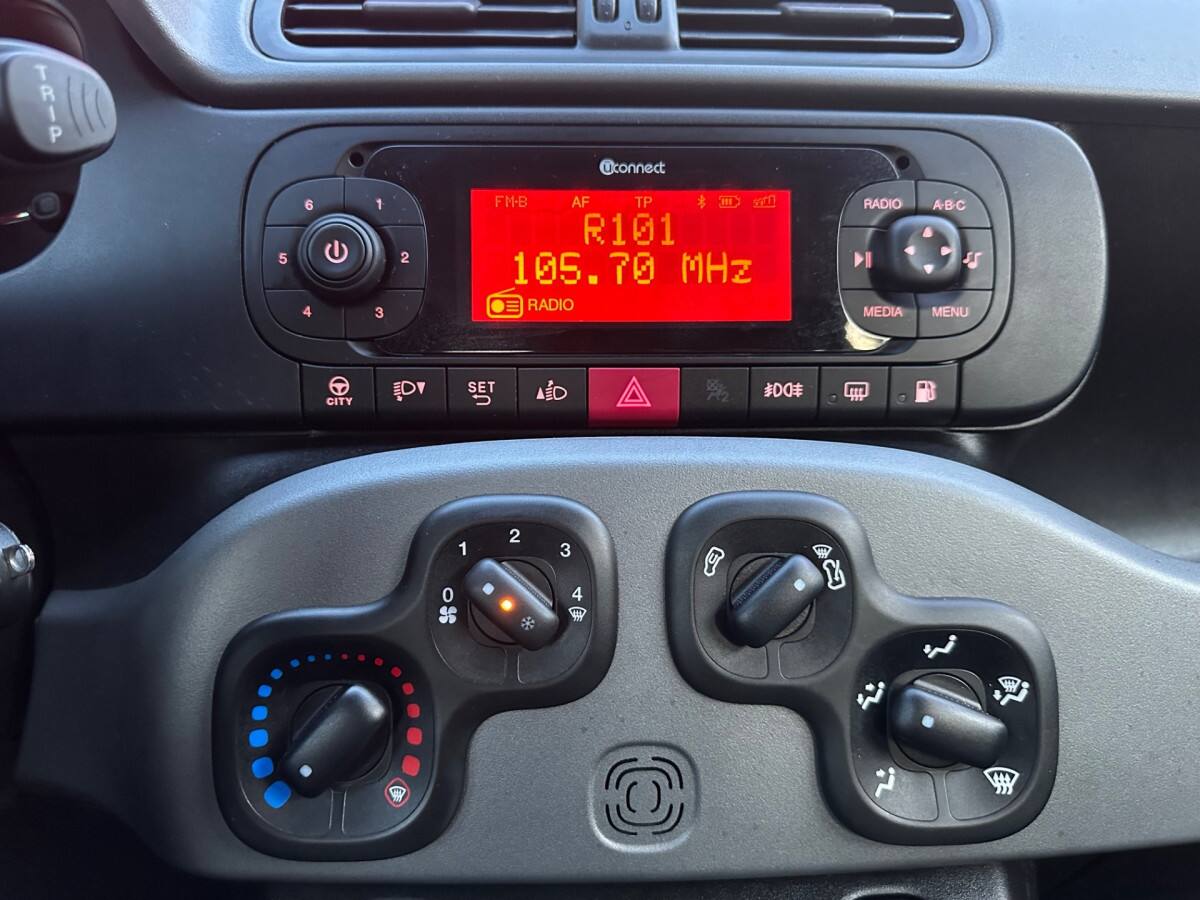 TRIP
uconnect
FM-B AF TP
R101
105.70 MHz
RADIO
6 1
5 2
4 3
RADIO A·B·C
MEDIA MENU
CITY
SET
1 2 3
0 4